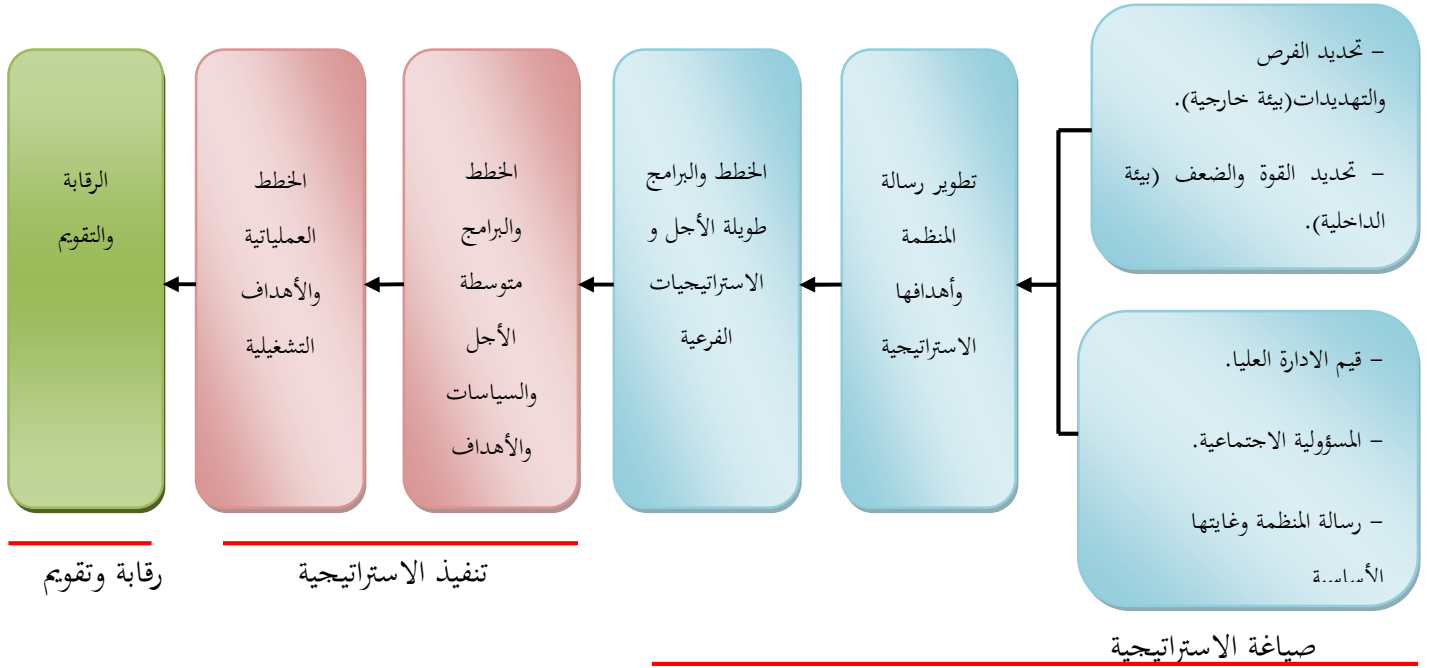 – تحديد الفرص
والتهديدات(بيئة خارجية).
– تحديد القوة والضعف (بيئة
الداخلية).
– قيم الادارة العليا.
– المسؤولية الاجتماعية.
– رسالة المنظمة وغايتها
الأساسية
تطوير رسالة
المنظمة
وأهدافها
الاستراتيجية
الخطط والبرامج
طويلة الأجل و
الاستراتيجيات
الفرعية
الخطط
والبرامج
متوسطة
الأجل
والسياسات
والأهداف
الخطط
العملياتية
والأهداف
التشغيلية
الرقابة
والتقويم
صياغة الاستراتيجية
تنفيذ الاستراتيجية
رقابة وتقويم